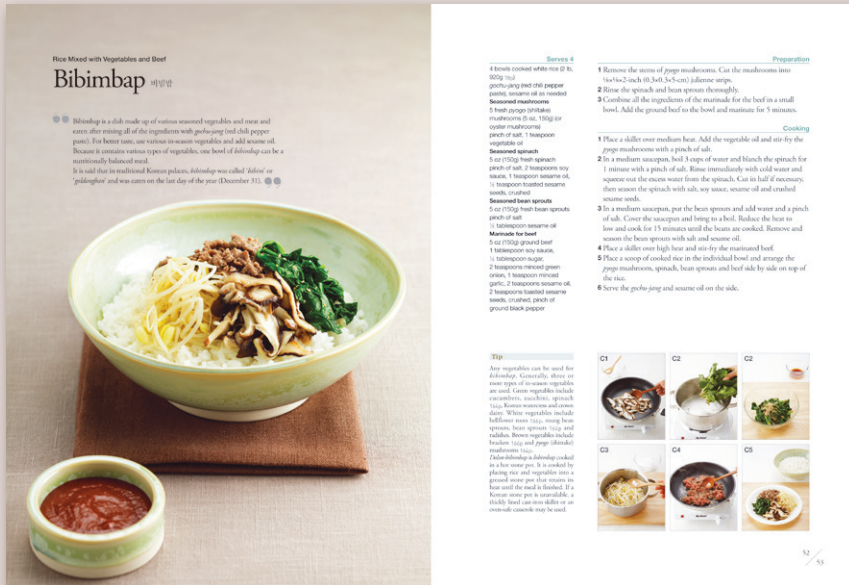 Rice Mixed with Vegetables and Beef
Bibimbap 비빔밥
Bibimbap is a dish made up of various seasoned vegetables and meat and
eaten after mixing all of the ingredients with gochu-jang (red chili pepper
paste). For better taste, use various in-season vegetables and add sesame oil.
Because it contains various types of vegetables, one bowl of bibimbap can be a
nutritionally balanced meal.
It is said that in traditional Korean palaces, bibimbap was called 'bibim' or
'goldongban' and was eaten on the last day of the year (December 31).
Serves 4
4 bowls cooked white rice (2 lb,
920g
gochu-jang (red chili pepper
paste), sesame oil as needed
Seasoned mushrooms
5 fresh pyogo (shiitake)
mushrooms (5 oz, 150g) (or
oyster mushrooms)
pinch of salt, 1 teaspoon
vegetable oil
Seasoned spinach
5 oz (150g) fresh spinach
pinch of salt, 2 teaspoons soy
sauce, 1 teaspoon sesame oil,
½ teaspoon toasted sesame
seeds, crushed
Seasoned bean sprouts
5 oz (150g) fresh bean sprouts
pinch of salt
½ tablespoon sesame oil
Marinade for beef
5 oz (150g) ground beef
1 tablespoon soy sauce,
½ tablespoon sugar,
2 teaspoons minced green
onion, 1 teaspoon minced
garlic, 2 teaspoons sesame oil,
2 teaspoons toasted sesame
seeds, crushed, pinch of
ground black pepper
Preparation
1 Remove the stems of pyogo mushrooms. Cut the mushrooms into
⅛×⅛×2-inch (0.3×0.3×5-cm) julienne strips.
2 Rinse the spinach and bean sprouts thoroughly.
3 Combine all the ingredients of the marinade for the beef in a small
bowl. Add the ground beef to the bowl and marinate for 5 minutes.
Cooking
1 Place a skillet over medium heat. Add the vegetable oil and stir-fry the
pyogo mushrooms with a pinch of salt.
2 In a medium saucepan, boil 3 cups of water and blanch the spinach for
1 minute with a pinch of salt. Rinse immediately with cold water and
squeeze out the excess water from the spinach. Cut in half if necessary,
then season the spinach with salt, soy sauce, sesame oil and crushed
sesame seeds.
3 In a medium saucepan, put the bean sprouts and add water and a pinch
of salt. Cover the saucepan and bring to a boil. Reduce the heat to
low and cook for 15 minutes until the beans are cooked. Remove and
season the bean sprouts with salt and sesame oil.
4 Place a skillet over high heat and stir-fry the marinated beef.
5 Place a scoop of cooked rice in the individual bowl and arrange the
pyogo mushroom, spinach, bean sprouts and beef side by side on top of
the rice.
6 Serve the gochu-jang and sesame oil on the side.
Tip
Any vegetables can be used for
bibimbap. Generally, three or
more types of in-season vegetables
are used. Green vegetables include
cucumbers, zucchini, spinach
Korean watercress and crown
daisy. White vegetables include
bellflower roots mung bean
sprouts, bean sprouts and
radishes. Brown vegetables include
bracken and pyogo (shiitake)
mushrooms
Dolsot bibimbap is bibimbap cooked
in a hot stone pot. It is cooked by
placing rice and vegetables into a
greased stone pot that retains its
heat until the meal is finished. If a
Korean stone pot is unavailable, a
thickly lined cast-iron skillet or an
oven-safe casserole may be used.
C1
C2
C2
C3
C4
C5
52
53